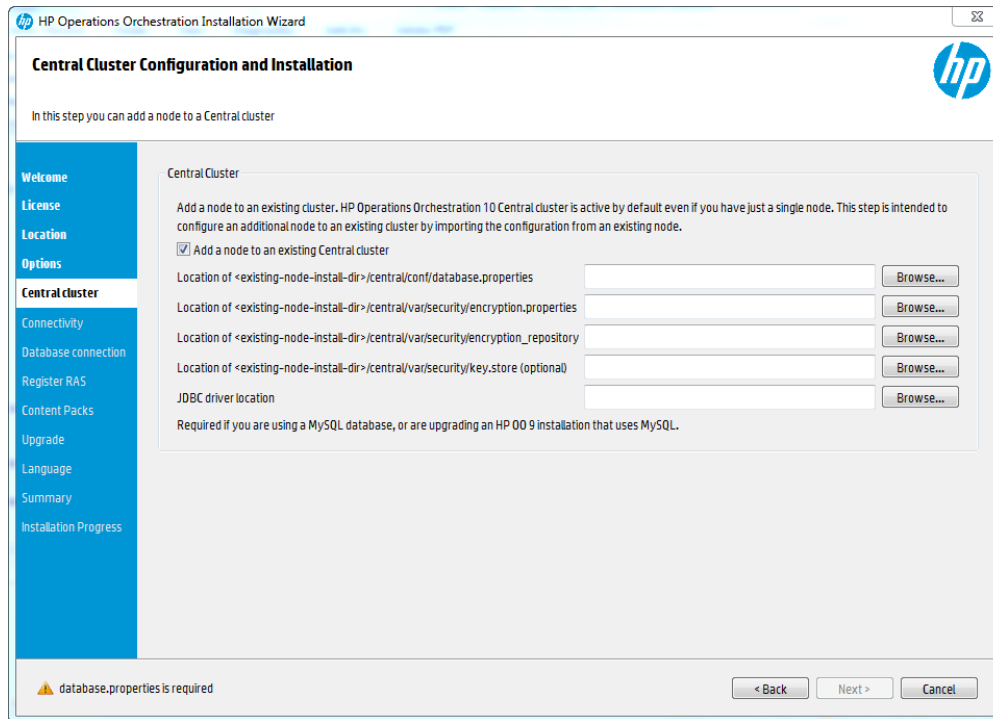 hp HP Operations Orchestration Installation Wizard
Central Cluster Configuration and Installation
hp
In this step you can add a node to a Central cluster
Welcome
License
Location
Options
Central cluster
Connectivity
Database connection
Register RAS
Content Packs
Upgrade
Language
Summary
Installation Progress
Central Cluster
Add a node to an existing cluster. HP Operations Orchestration 10 Central cluster is active by default even if you have just a single node. This step is intended to
configure an additional node to an existing cluster by importing the configuration from an existing node.
Add a node to an existing Central cluster
Location of <existing-node-install-dir>/central/conf/database.properties Browse...
Location of <existing-node-install-dir>/central/var/security/encryption.properties Browse...
Location of <existing-node-install-dir>/central/var/security/encryption_repository Browse...
Location of <existing-node-install-dir>/central/var/security/key.store (optional) Browse...
JDBC driver location Browse...
Required if you are using a MySQL database, or are upgrading an HP OO 9 installation that uses MySQL.
database.properties is required
< Back Next > Cancel